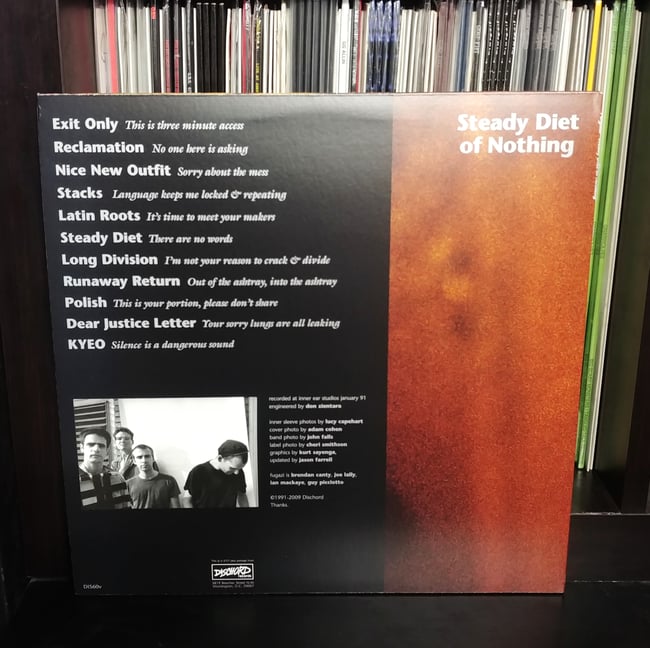 Exit Only This is three minute access
Reclamation No one here is asking
Nice New Outfit Sorry about the mess
Stacks Language keeps me locked & repeating
Latin Roots It's time to meet your makers
Steady Diet There are no words
Long Division I'm not your reason to crack & divide
Runaway Return Out of the ashtray, into the ashtray
Polish This is your portion, please don't share
Dear Justice Letter Your sorry lungs are all leaking
KYEO Silence is a dangerous sound
Steady Diet
of Nothing
recorded at inner ear studios january 91
engineered by don zientara
inner sleeve photos by lucy capehart
cover photo by adam cohen
band photo by john falls
label photo by cheri smithson
graphics by kurt sayenga,
updated by jason farrell
fugazi is brendan canty, joe lally,
ian mackaye, guy picciotto
©1991-2009 Dischord
Thanks.
DISCHORD
DIS60v